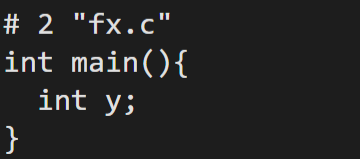 # 2 "fx.c"
int main(){
  int y;
}